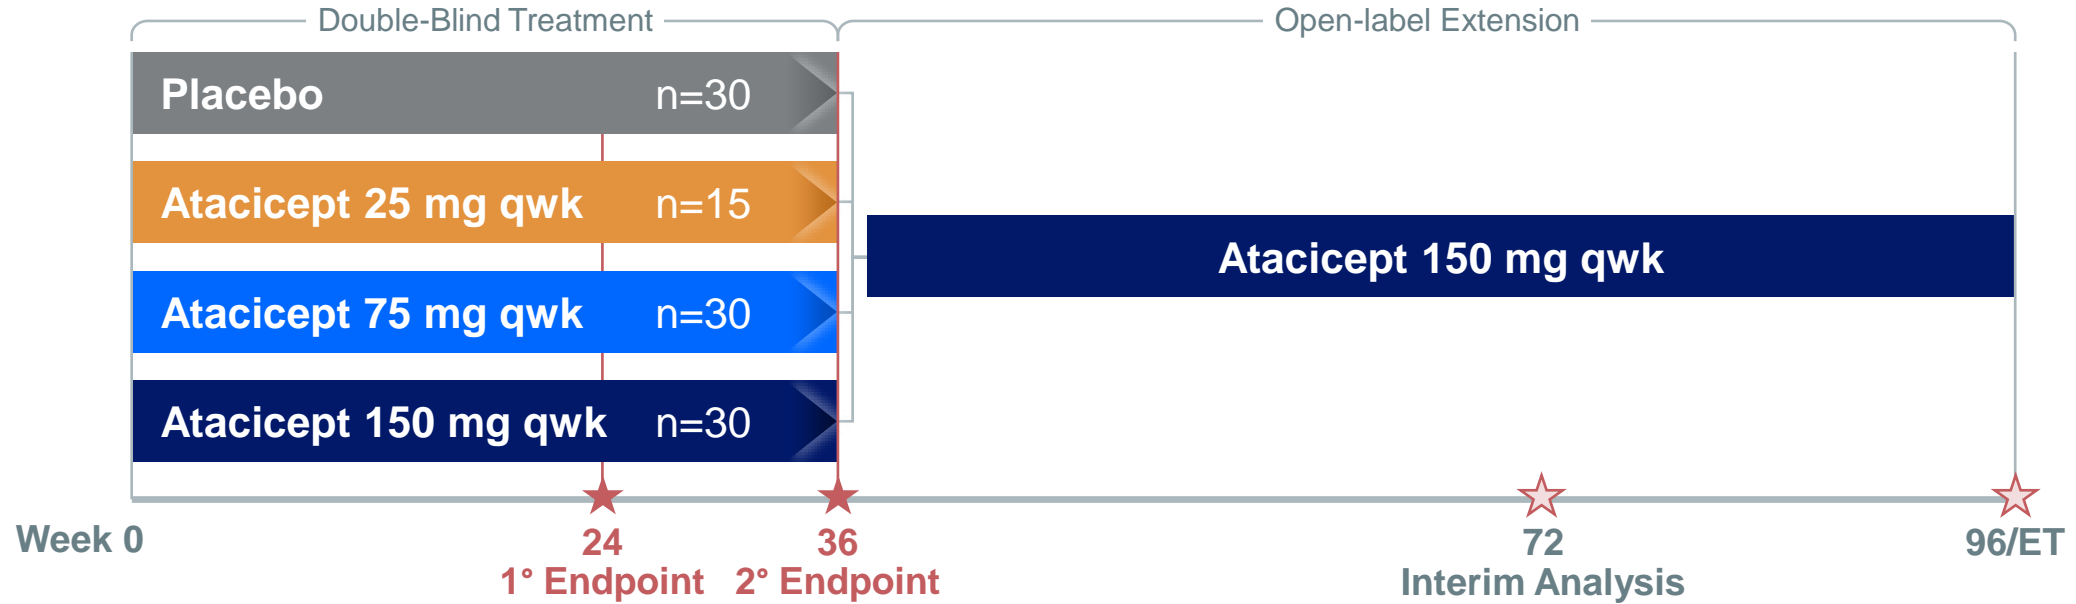 Double-Blind Treatment
Open-label Extension
Placebo n=30
Atacicept 25 mg qwk n=15
Atacicept 75 mg qwk n=30
Atacicept 150 mg qwk n=30
Atacicept 150 mg qwk
Week 0
24
1° Endpoint
36
2° Endpoint
72
Interim Analysis
96/ET